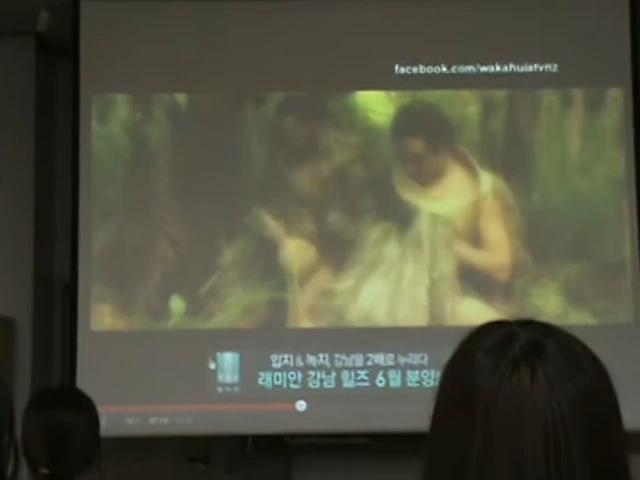 facebook.com/wakahuiatvnz
입지 & 녹지, 강남을 2배로 누리다
래미안 강남 힐즈 6월 분양